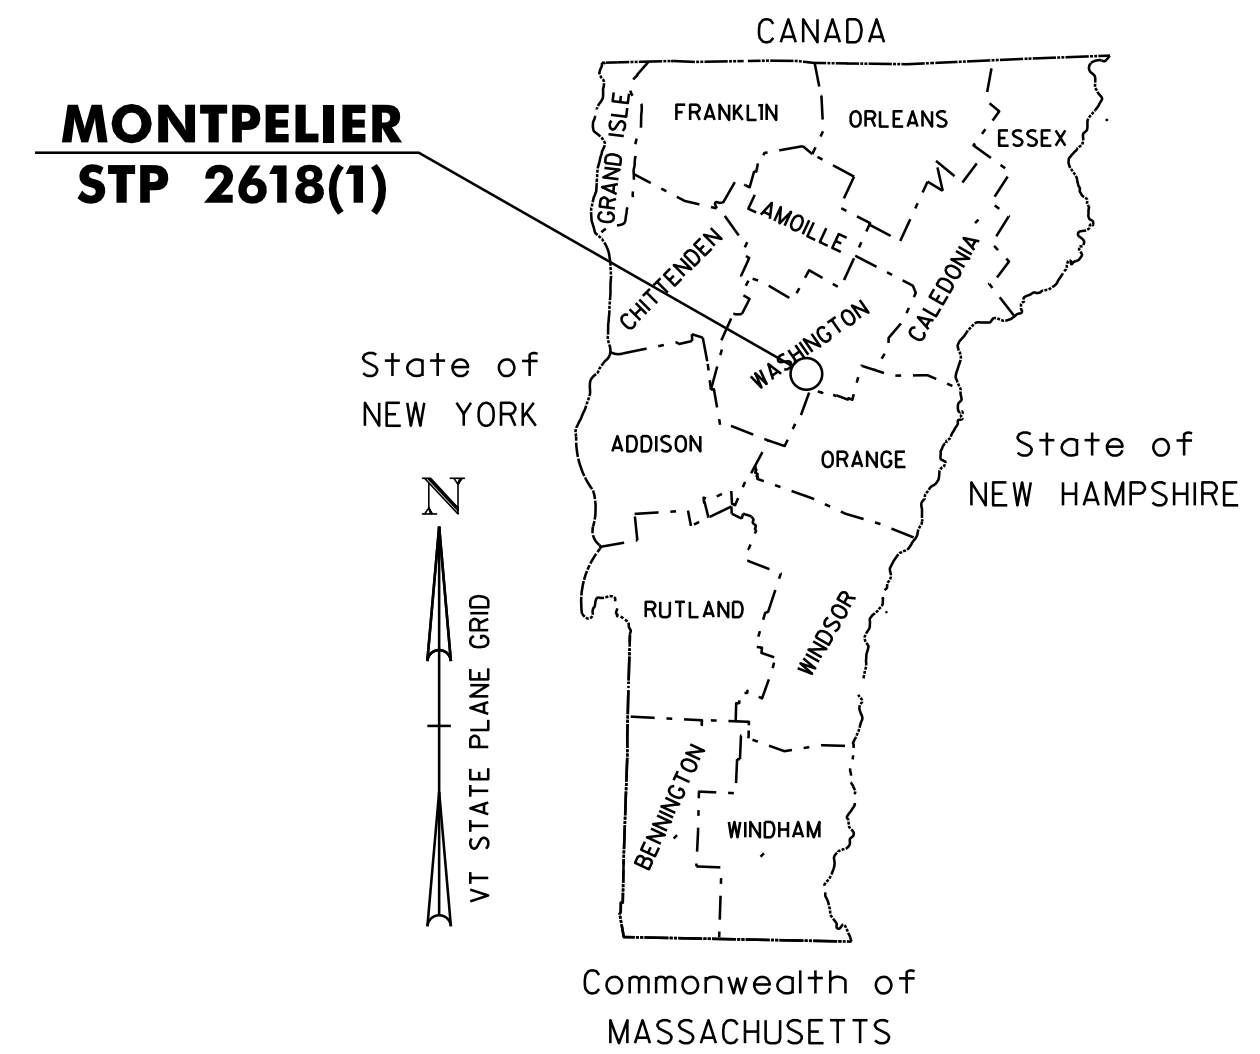 CANADA
MONTPELIER
STP 2618(1)
GRAND ISLE
FRANKLIN
ORLEANS
ESSEX
LAMOILLE
CHITTENDEN
CALEDONIA
WASHINGTON
State of
NEW YORK
ADDISON
ORANGE
State of
NEW HAMPSHIRE
N
VT STATE PLANE GRID
RUTLAND
WINDSOR
BENNINGTON
WINDHAM
Commonwealth of
MASSACHUSETTS